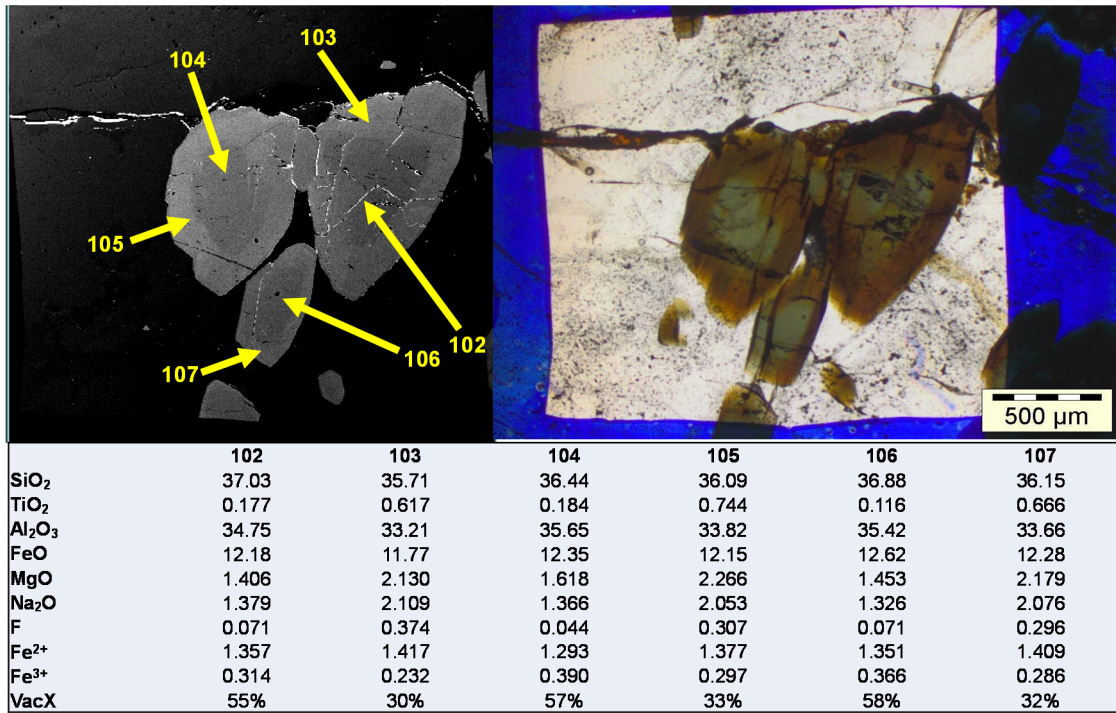 103
104
105
102
106
107
500 µm
102 103 104 105 106 107
SiO₂ 37.03 35.71 36.44 36.09 36.88 36.15
TiO₂ 0.177 0.617 0.184 0.744 0.116 0.666
Al₂O₃ 34.75 33.21 35.65 33.82 35.42 33.66
FeO 12.18 11.77 12.35 12.15 12.62 12.28
MgO 1.406 2.130 1.618 2.266 1.453 2.179
Na₂O 1.379 2.109 1.366 2.053 1.326 2.076
F 0.071 0.374 0.044 0.307 0.071 0.296
Fe²⁺ 1.357 1.417 1.293 1.377 1.351 1.409
Fe³⁺ 0.314 0.232 0.390 0.297 0.366 0.286
VacX 55% 30% 57% 33% 58% 32%